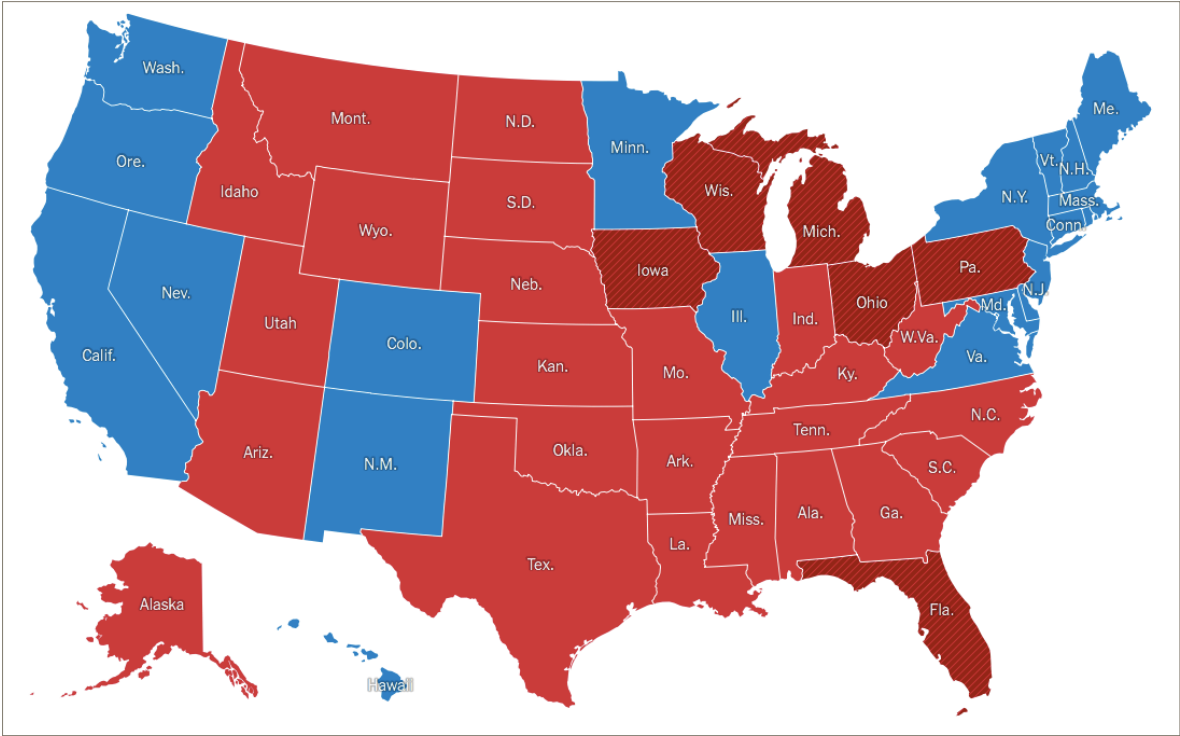 Wash.
Me.
Mont.
N.D.
Minn.
Vt.
Ore.
N.H.
Idaho
Wis.
S.D.
N.Y.
Mass.
Conn.
Wyo.
Mich.
Iowa
Pa.
Neb.
N.J.
Nev.
Ohio
Md.
Utah
Ill.
Ind.
W.Va.
Colo.
Calif.
Va.
Kan.
Mo.
Ky.
N.C.
Tenn.
Ariz.
Okla.
N.M.
Ark.
S.C.
Miss.
Ala.
Ga.
La.
Tex.
Alaska
Fla.
Hawaii